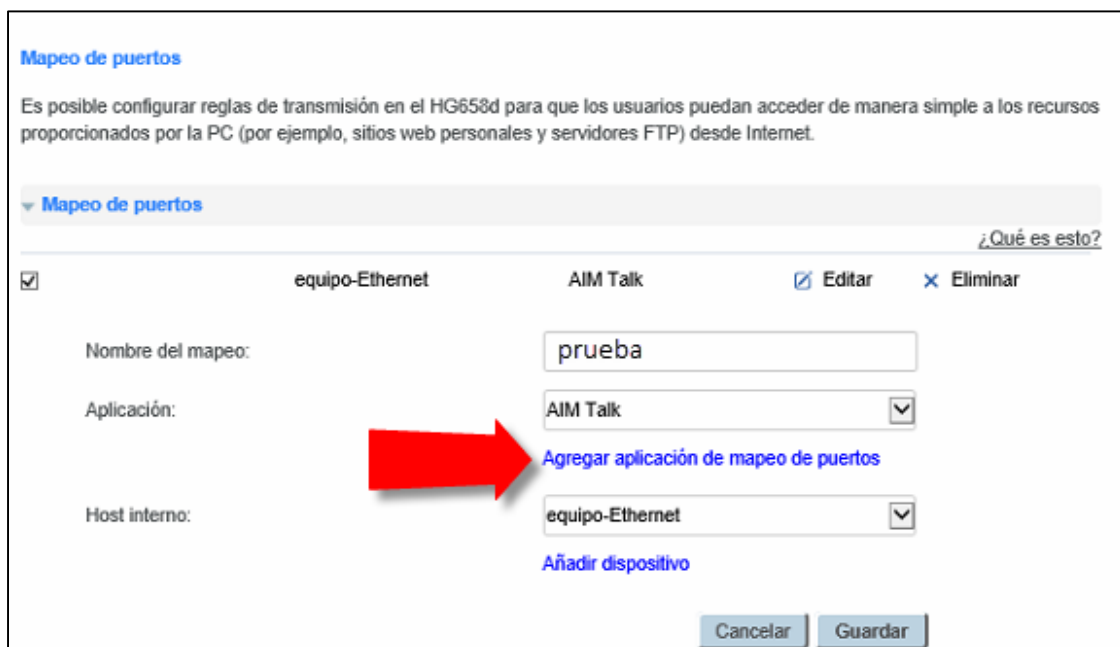 Mapeo de puertos
Es posible configurar reglas de transmisión en el HG658d para que los usuarios puedan acceder de manera simple a los recursos
proporcionados por la PC (por ejemplo, sitios web personales y servidores FTP) desde Internet.
Mapeo de puertos
¿Qué es esto?
equipo-Ethernet AIM Talk Editar Eliminar
Nombre del mapeo: prueba
Aplicación: AIM Talk
Agregar aplicación de mapeo de puertos
Host interno: equipo-Ethernet
Añadir dispositivo
Cancelar Guardar